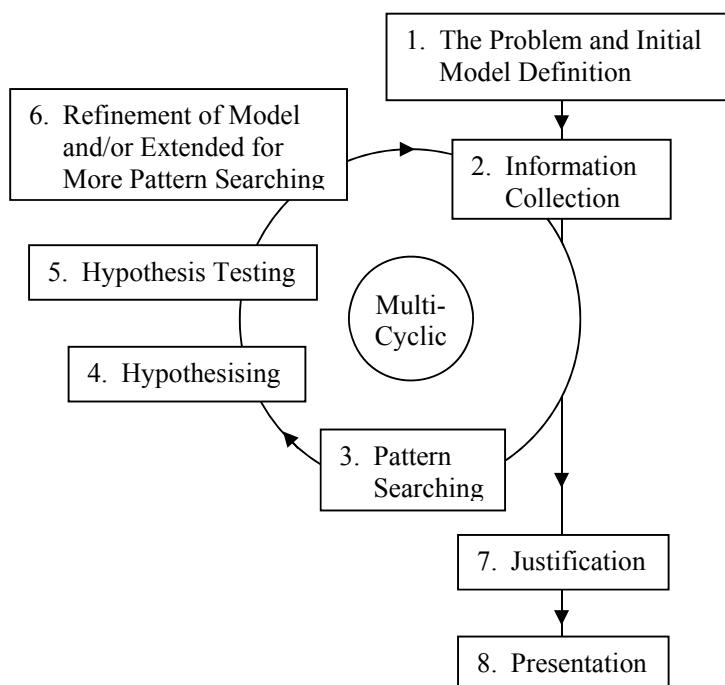 1. The Problem and Initial
Model Definition
2. Information
Collection
3. Pattern
Searching
4. Hypothesising
5. Hypothesis Testing
6. Refinement of Model
and/or Extended for
More Pattern Searching
Multi-
Cyclic
7. Justification
8. Presentation